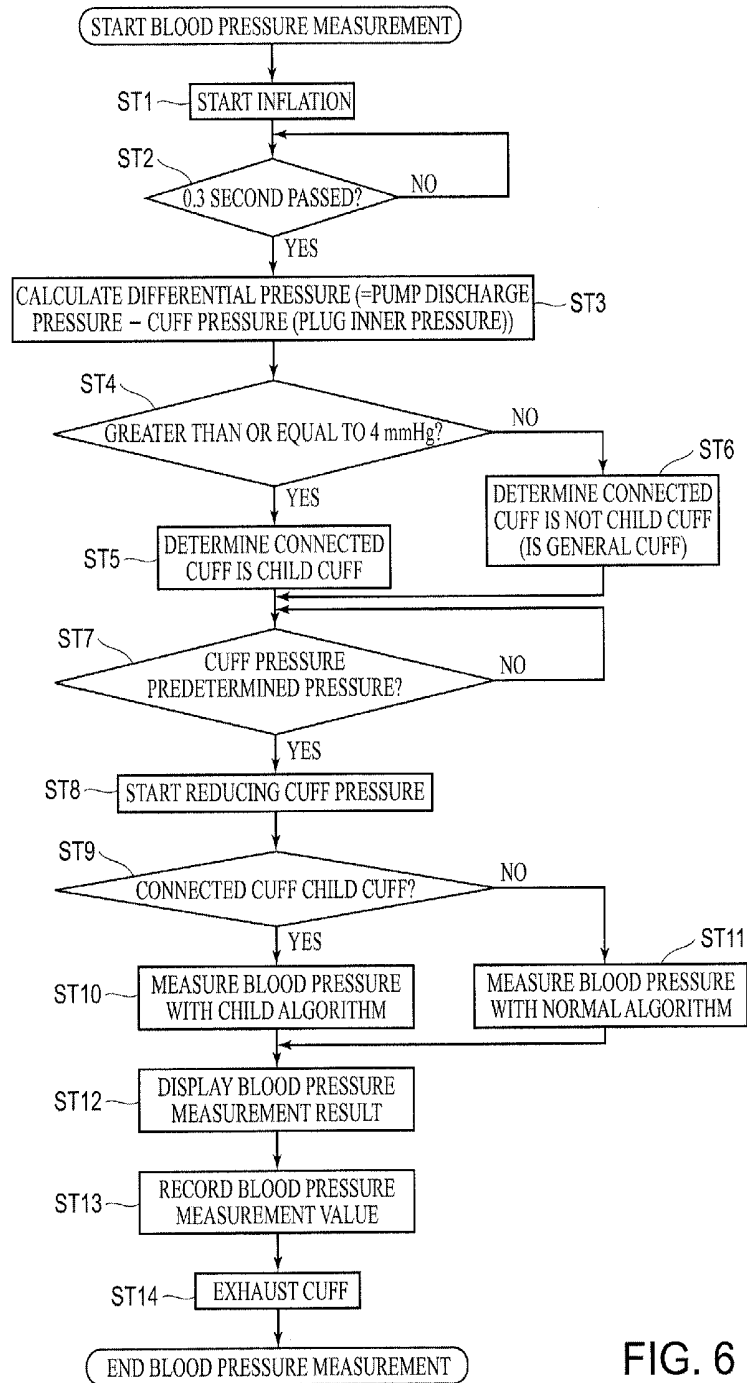 START BLOOD PRESSURE MEASUREMENT
ST1
START INFLATION
ST2
0.3 SECOND PASSED?
NO
YES
CALCULATE DIFFERENTIAL PRESSURE (=PUMP DISCHARGE
PRESSURE – CUFF PRESSURE (PLUG INNER PRESSURE))
ST3
ST4
GREATER THAN OR EQUAL TO 4 mmHg?
NO
YES
ST6
DETERMINE CONNECTED
CUFF IS NOT CHILD CUFF
(IS GENERAL CUFF)
ST5
DETERMINE CONNECTED
CUFF IS CHILD CUFF
ST7
CUFF PRESSURE
PREDETERMINED PRESSURE?
NO
YES
ST8
START REDUCING CUFF PRESSURE
ST9
CONNECTED CUFF CHILD CUFF?
NO
YES
ST11
ST10
MEASURE BLOOD PRESSURE
WITH CHILD ALGORITHM
MEASURE BLOOD PRESSURE
WITH NORMAL ALGORITHM
ST12
DISPLAY BLOOD PRESSURE
MEASUREMENT RESULT
ST13
RECORD BLOOD PRESSURE
MEASUREMENT VALUE
ST14
EXHAUST CUFF
END BLOOD PRESSURE MEASUREMENT
FIG. 6